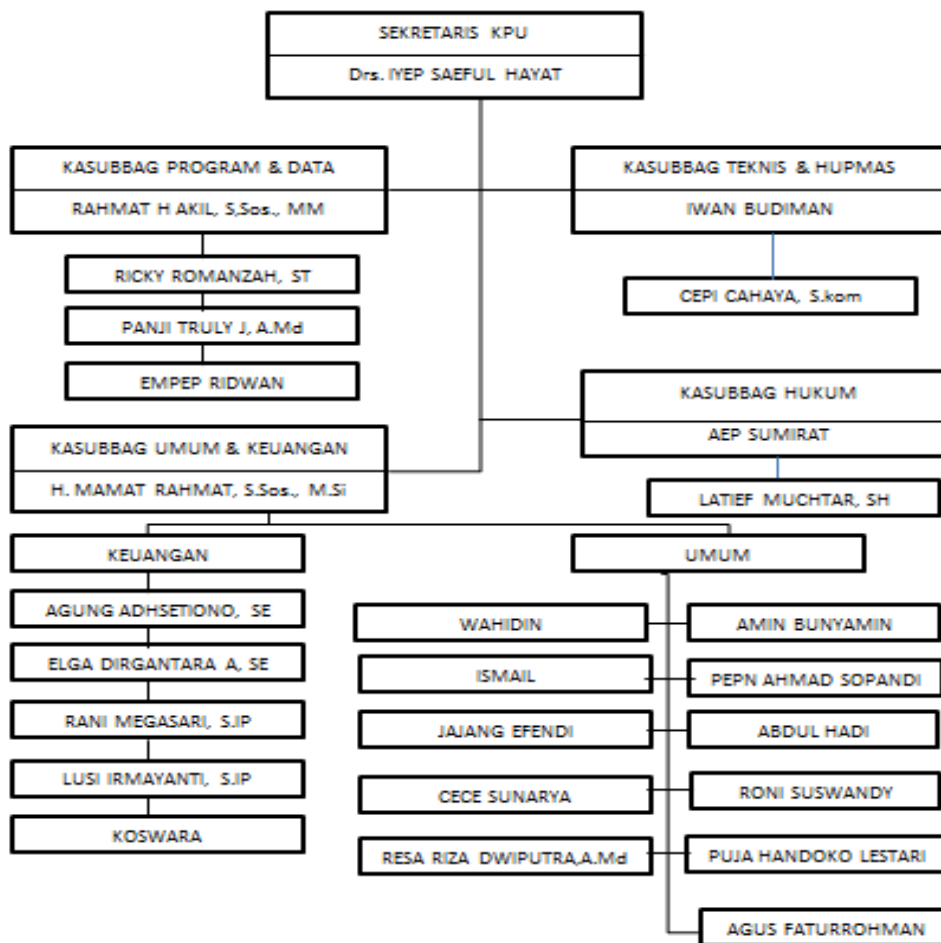 SEKRETARIS KPU
Drs. IYEP SAEFUL HAYAT
KASUBBAG PROGRAM & DATA
RAHMAT H AKIL, S,Sos., MM
RICKY ROMANZAH, ST
PANJI TRULY J, A.Md
EMPEP RIDWAN
KASUBBAG TEKNIS & HUPMAS
IWAN BUDIMAN
CEPI CAHAYA, S.kom
KASUBBAG HUKUM
AEP SUMIRAT
LATIEF MUCHTAR, SH
KASUBBAG UMUM & KEUANGAN
H. MAMAT RAHMAT, S.Sos., M.Si
KEUANGAN
AGUNG ADHSETIONO, SE
ELGA DIRGANTARA A, SE
RANI MEGASARI, S.IP
LUSI IRMAYANTI, S.IP
KOSWARA
UMUM
WAHIDIN
AMIN BUNYAMIN
ISMAIL
PEPN AHMAD SOPANDI
JAJANG EFENDI
ABDUL HADI
CECE SUNARYA
RONI SUSWANDY
RESA RIZA DWIPUTRA,A.Md
PUJA HANDOKO LESTARI
AGUS FATURROHMAN